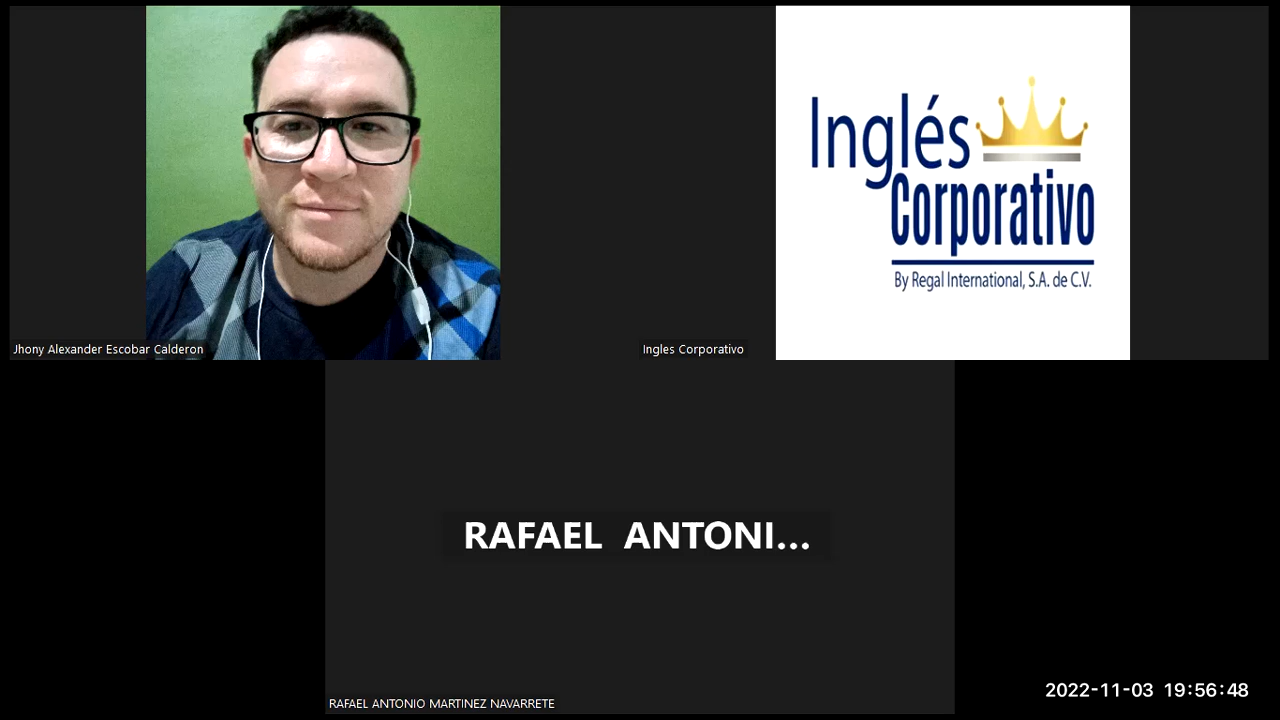 Inglés
Corporativo
By Regal International, S.A. de C.V.
Jhony Alexander Escobar Calderon
Ingles Corporativo
RAFAEL ANTONI...
RAFAEL ANTONIO MARTINEZ NAVARRETE
2022-11-03 19:56:48